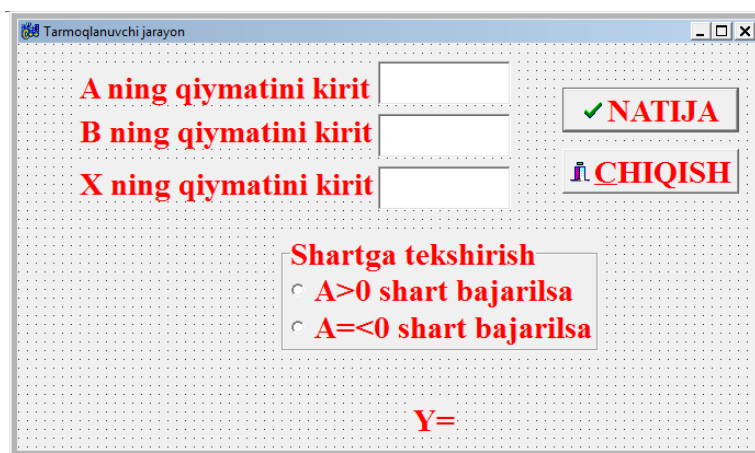 Tarmoqlanuvchi jarayon
A ning qiymatini kirit
NATIJA
B ning qiymatini kirit
CHIQISH
X ning qiymatini kirit
Shartga tekshirish
A>0 shart bajarilsa
A=<0 shart bajarilsa
Y=